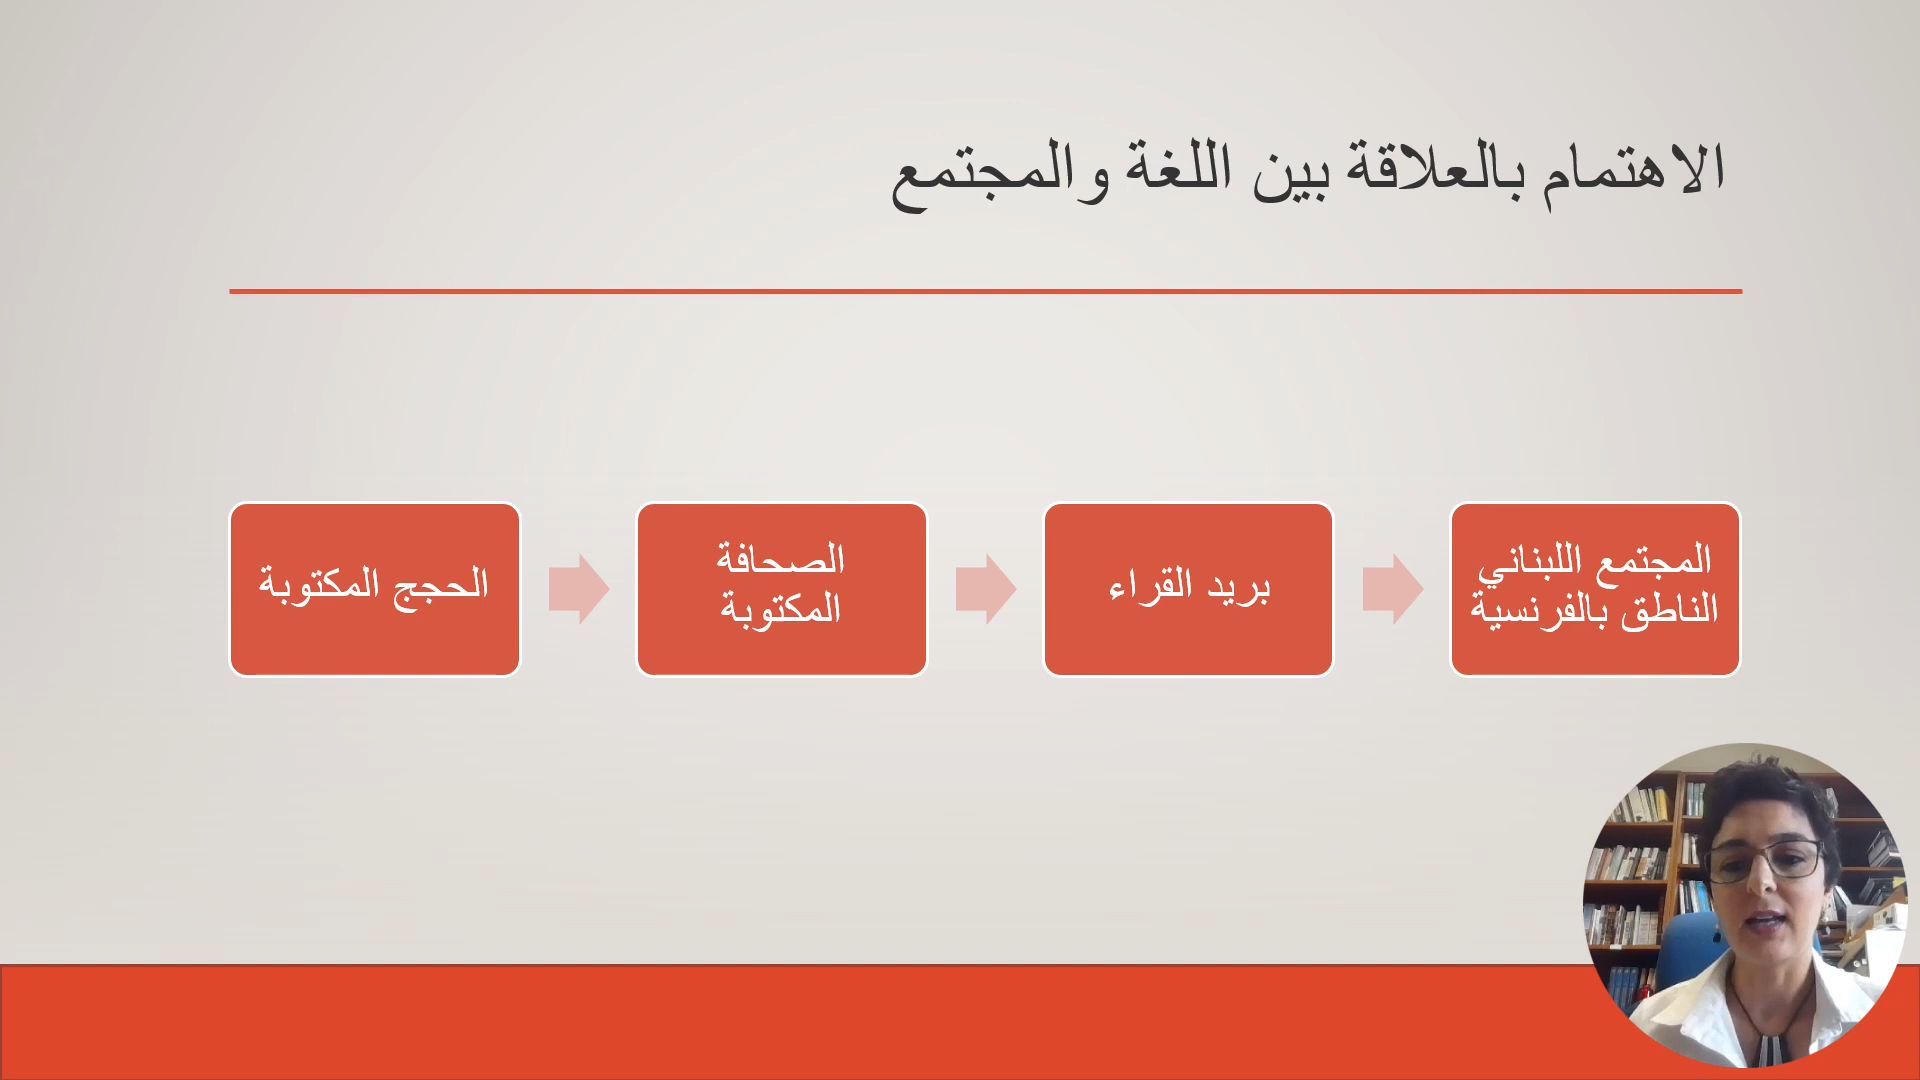 الاهتمام بالعلاقة بين اللغة والمجتمع
الحجج المكتوبة
الصحافة
المكتوبة
بريد القراء
المجتمع اللبناني
الناطق بالفرنسية